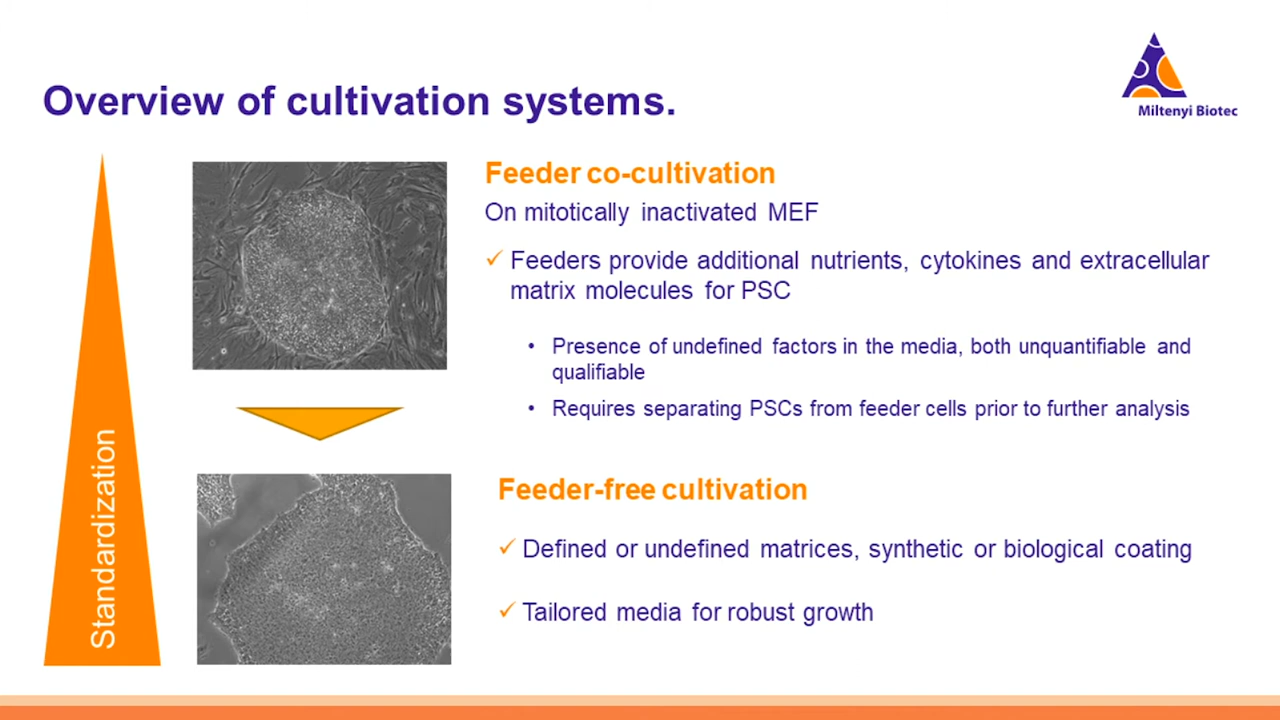 Miltenyi Biotec
Overview of cultivation systems.
Standardization
Feeder co-cultivation
On mitotically inactivated MEF
✓ Feeders provide additional nutrients, cytokines and extracellular
matrix molecules for PSC
• Presence of undefined factors in the media, both unquantifiable and
qualifiable
• Requires separating PSCs from feeder cells prior to further analysis
Feeder-free cultivation
✓ Defined or undefined matrices, synthetic or biological coating
✓ Tailored media for robust growth